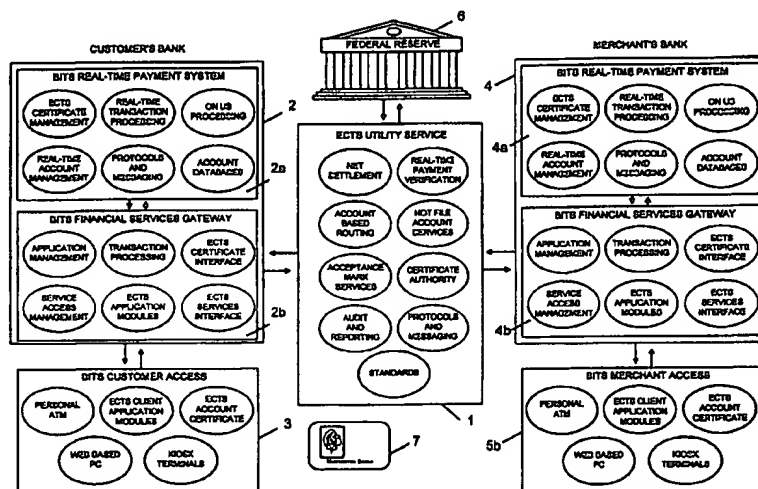 6
FEDERAL RESERVE
CUSTOMER'S BANK
BITS REAL-TIME PAYMENT SYSTEM
ECTS CERTIFICATE MANAGEMENT
REAL-TIME TRANSACTION PROCESSING
ON US PROCESSING
REAL-TIME ACCOUNT MANAGEMENT
PROTOCOLS AND MESSAGING
ACCOUNT DATABASES
2
2a
BITS FINANCIAL SERVICES GATEWAY
APPLICATION MANAGEMENT
TRANSACTION PROCESSING
ECTS CERTIFICATE INTERFACE
SERVICE ACCESS MANAGEMENT
ECTS APPLICATION MODULES
ECTS SERVICES INTERFACE
2b
BITS CUSTOMER ACCESS
PERSONAL ATM
ECTS CLIENT APPLICATION MODULES
ECTS ACCOUNT CERTIFICATE
WEB BASED PC
KIOSK TERMINALS
3
ECTS UTILITY SERVICE
NET SETTLEMENT
REAL-TIME PAYMENT VERIFICATION
ACCOUNT BASED ROUTING
HOT FILE ACCOUNT SERVICES
ACCEPTANCE MARK SERVICES
CERTIFICATE AUTHORITY
AUDIT AND REPORTING
PROTOCOLS AND MESSAGING
STANDARDS
1
7
MERCHANT'S BANK
4
BITS REAL-TIME PAYMENT SYSTEM
ECTS CERTIFICATE MANAGEMENT
REAL-TIME TRANSACTION PROCESSING
ON US PROCESSING
4a
REAL-TIME ACCOUNT MANAGEMENT
PROTOCOLS AND MESSAGING
ACCOUNT DATABASES
BITS FINANCIAL SERVICES GATEWAY
APPLICATION MANAGEMENT
TRANSACTION PROCESSING
ECTS CERTIFICATE INTERFACE
SERVICE ACCESS MANAGEMENT
ECTS APPLICATION MODULES
ECTS SERVICES INTERFACE
4b
BITS MERCHANT ACCESS
PERSONAL ATM
ECTS CLIENT APPLICATION MODULES
ECTS ACCOUNT CERTIFICATE
WEB BASED PC
KIOSK TERMINALS
5b